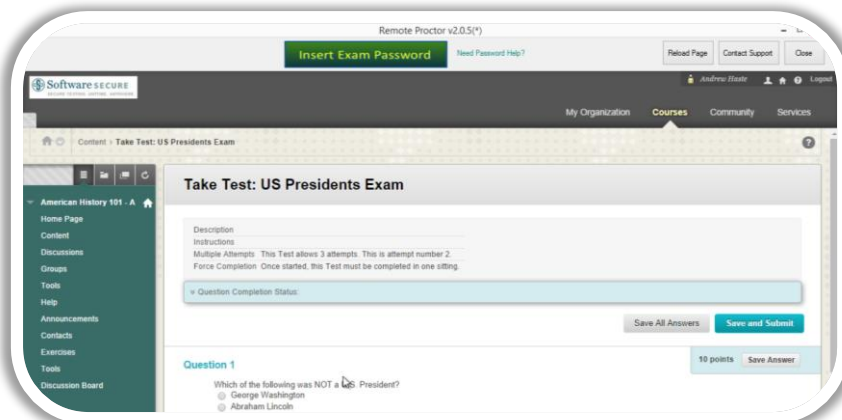 Remote Proctor v2.0.5(*)
Insert Exam Password Need Password Help? Reload Page Contact Support Close
Software SECURE
Andrew Haste Logout
My Organization Courses Community Services
Content Take Test: US Presidents Exam
American History 101 - A
Home Page
Content
Discussions
Groups
Tools
Help
Announcements
Contacts
Exercises
Tools
Discussion Board
Take Test: US Presidents Exam
Description
Instructions
Multiple Attempts This Test allows 3 attempts. This is attempt number 2.
Force Completion Once started, this Test must be completed in one sitting.
Question Completion Status:
Save All Answers Save and Submit
Question 1 10 points Save Answer
Which of the following was NOT a U.S. President?
George Washington
Abraham Lincoln